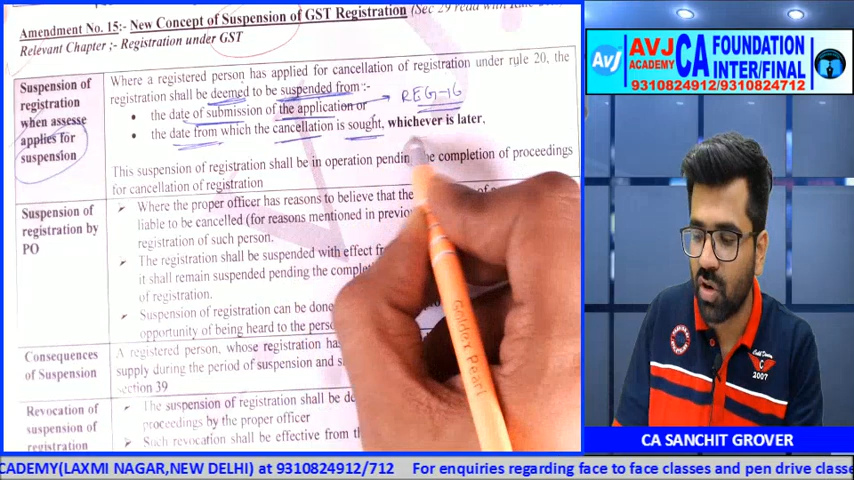 Amendment No. 15:- New Concept of Suspension of GST Registration (Sec 29 read with Rule
Relevant Chapter ;- Registration under GST
Suspension of registration when assesse applies for suspension
Where a registered person has applied for cancellation of registration under rule 20, the
registration shall be deemed to be suspended from :-
• the date of submission of the application or → REG-16
• the date from which the cancellation is sought, whichever is later,
This suspension of registration shall be in operation pending the completion of proceedings
for cancellation of registration
Suspension of registration by PO
➤ Where the proper officer has reasons to believe that the
liable to be cancelled (for reasons mentioned in
registration of such person.
➤ The registration shall be suspended with effect
it shall remain suspended pending the
of registration.
➤ Suspension of registration can be done
opportunity of being heard to the
Consequences of Suspension
A registered person, whose registration
supply during the period of suspension and
section 39
Revocation of suspension of registration
➤ The suspension of registration shall be
proceedings by the proper officer
➤ Such revocation shall be effective from
Golden Pearl
AvJ
AVJ
ACADEMY
CA
FOUNDATION
INTER/FINAL
9310824912/9310824712
2007
CA SANCHIT GROVER
ACADEMY(LAXMI NAGAR,NEW DELHI) at 9310824912/712 For enquiries regarding face to face classes and pen drive classe